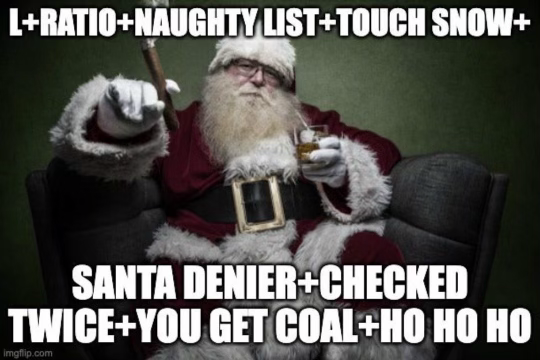 L+RATIO+NAUGHTY LIST+TOUCH SNOW+
SANTA DENIER+CHECKED
TWICE+YOU GET COAL+HO HO HO
imgflip.com